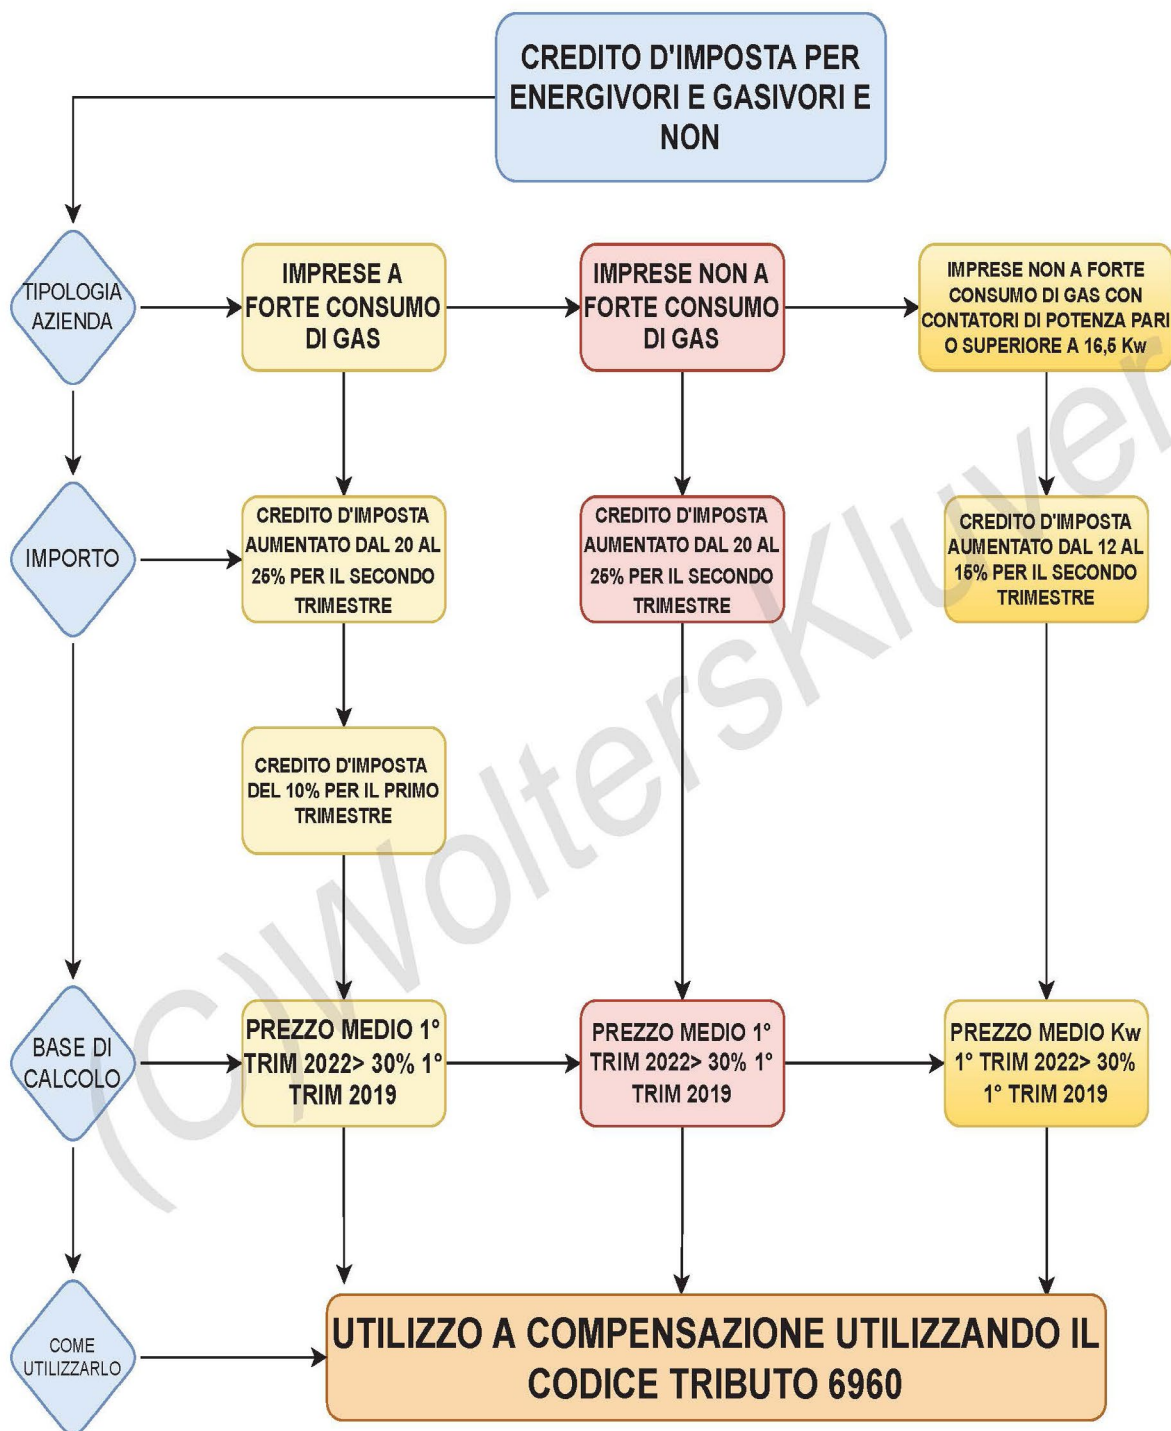 CREDITO D'IMPOSTA PER
ENERGIVORI E GASIVORI E
NON
TIPOLOGIA
AZIENDA
IMPRESE A
FORTE CONSUMO
DI GAS
IMPRESE NON A
FORTE CONSUMO
DI GAS
IMPRESE NON A FORTE
CONSUMO DI GAS CON
CONTATORI DI POTENZA PARI
O SUPERIORE A 16,5 Kw
IMPORTO
CREDITO D'IMPOSTA
AUMENTATO DAL 20 AL
25% PER IL SECONDO
TRIMESTRE
CREDITO D'IMPOSTA
AUMENTATO DAL 20 AL
25% PER IL SECONDO
TRIMESTRE
CREDITO D'IMPOSTA
AUMENTATO DAL 12 AL
15% PER IL SECONDO
TRIMESTRE
CREDITO D'IMPOSTA
DEL 10% PER IL PRIMO
TRIMESTRE
BASE DI
CALCOLO
PREZZO MEDIO 1°
TRIM 2022> 30% 1°
TRIM 2019
PREZZO MEDIO 1°
TRIM 2022> 30% 1°
TRIM 2019
PREZZO MEDIO Kw
1° TRIM 2022> 30%
1° TRIM 2019
COME
UTILIZZARLO
UTILIZZO A COMPENSAZIONE UTILIZZANDO IL
CODICE TRIBUTO 6960
(C)WoltersKluver